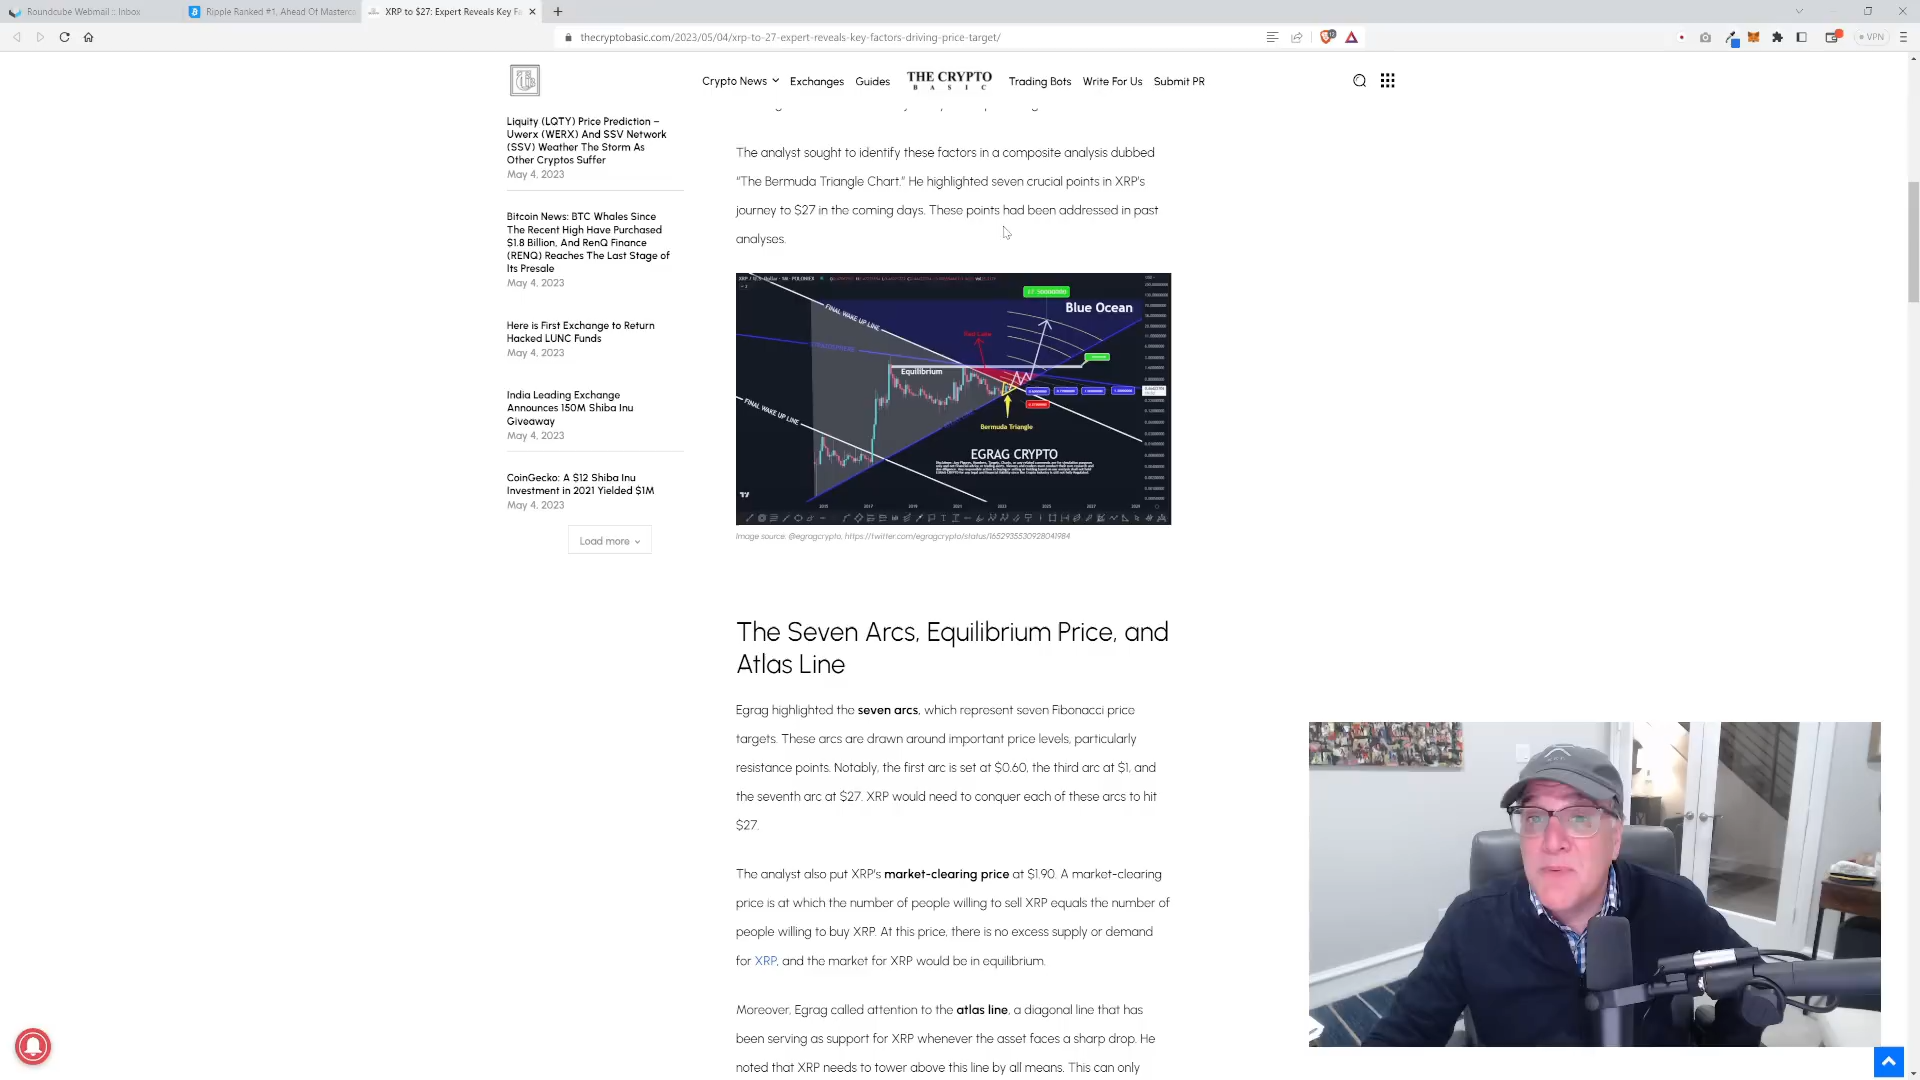 Roundcube Webmail :: Inbox
Ripple Ranked #1, Ahead Of Masterc
XRP to $27: Expert Reveals Key Fa
thecryptobasic.com/2023/05/04/xrp-to-27-expert-reveals-key-factors-driving-price-target/
VPN
Crypto News
Exchanges
Guides
THE CRYPTO
BASIC
Trading Bots
Write For Us
Submit PR
Liquity (LQTY) Price Prediction –
Uwerx (WERX) And SSV Network
(SSV) Weather The Storm As
Other Cryptos Suffer
May 4, 2023
Bitcoin News: BTC Whales Since
The Recent High Have Purchased
$1.8 Billion, And RenQ Finance
(RENQ) Reaches The Last Stage of
Its Presale
May 4, 2023
Here is First Exchange to Return
Hacked LUNC Funds
May 4, 2023
India Leading Exchange
Announces 150M Shiba Inu
Giveaway
May 4, 2023
CoinGecko: A $12 Shiba Inu
Investment in 2021 Yielded $1M
May 4, 2023
Load more
The analyst sought to identify these factors in a composite analysis dubbed
“The Bermuda Triangle Chart.” He highlighted seven crucial points in XRP’s
journey to $27 in the coming days. These points had been addressed in past
analyses.
FINAL WAKE UP LINE
Blue Ocean
Equilibrium
FINAL WAKE UP LINE
Bermuda Triangle
EGRAG CRYPTO
Image source: @egragcrypto, https://twitter.com/egragcrypto/status/1652935530928041984
The Seven Arcs, Equilibrium Price, and
Atlas Line
Egrag highlighted the seven arcs, which represent seven Fibonacci price
targets. These arcs are drawn around important price levels, particularly
resistance points. Notably, the first arc is set at $0.60, the third arc at $1, and
the seventh arc at $27. XRP would need to conquer each of these arcs to hit
$27.
The analyst also put XRP’s market-clearing price at $1.90. A market-clearing
price is at which the number of people willing to sell XRP equals the number of
people willing to buy XRP. At this price, there is no excess supply or demand
for XRP, and the market for XRP would be in equilibrium.
Moreover, Egrag called attention to the atlas line, a diagonal line that has
been serving as support for XRP whenever the asset faces a sharp drop. He
noted that XRP needs to tower above this line by all means. This can only